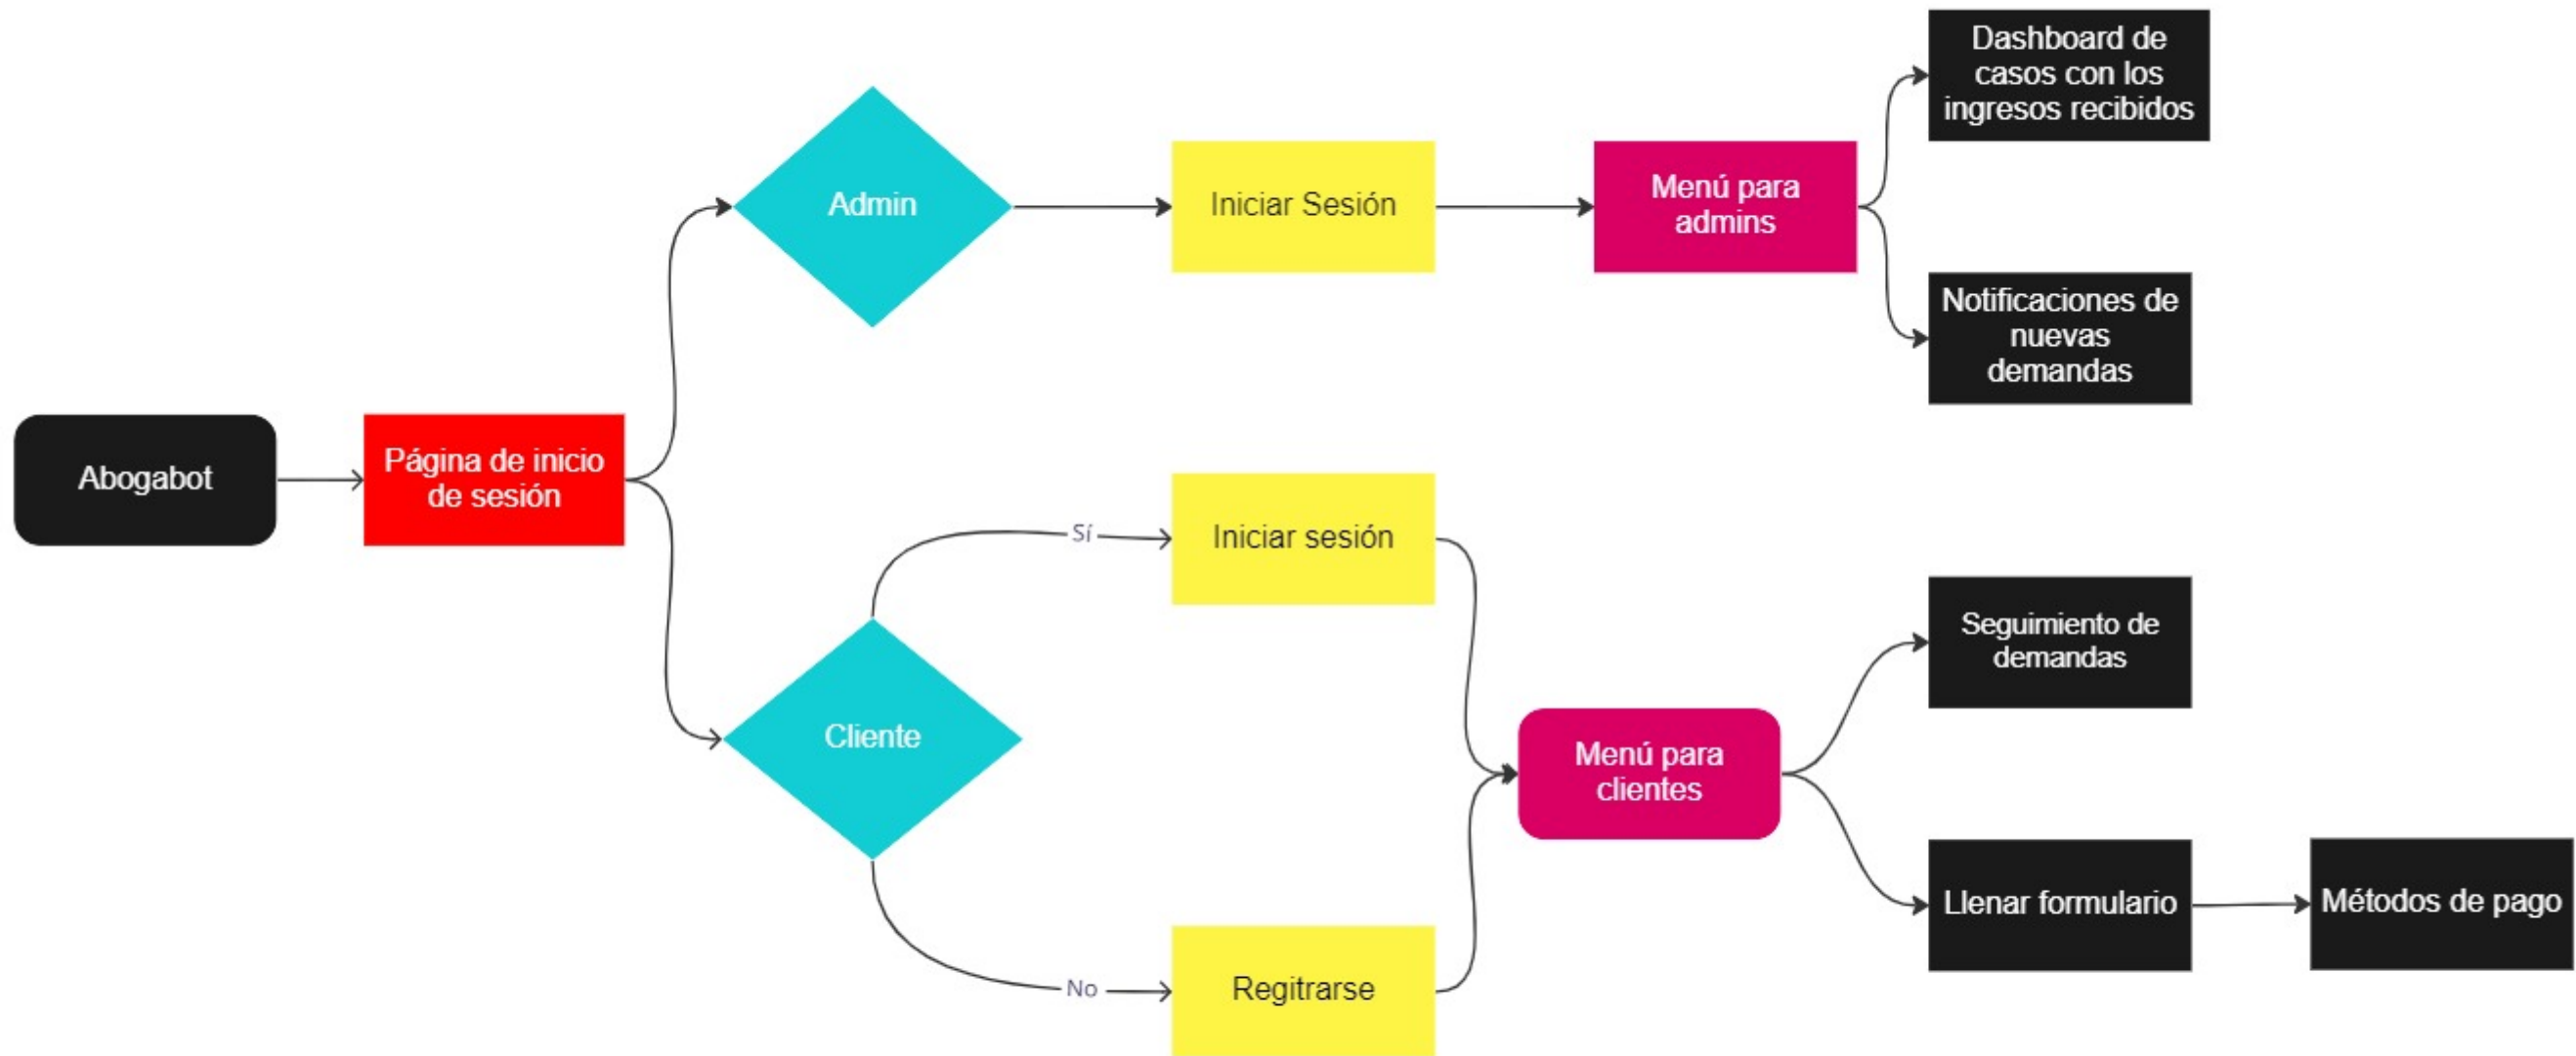 Abogabot
Página de inicio
de sesión
Admin
Iniciar Sesión
Menú para
admins
Dashboard de
casos con los
ingresos recibidos
Notificaciones de
nuevas
demandas
Cliente
Sí
Iniciar sesión
No
Regitrarse
Menú para
clientes
Seguimiento de
demandas
Llenar formulario
Métodos de pago